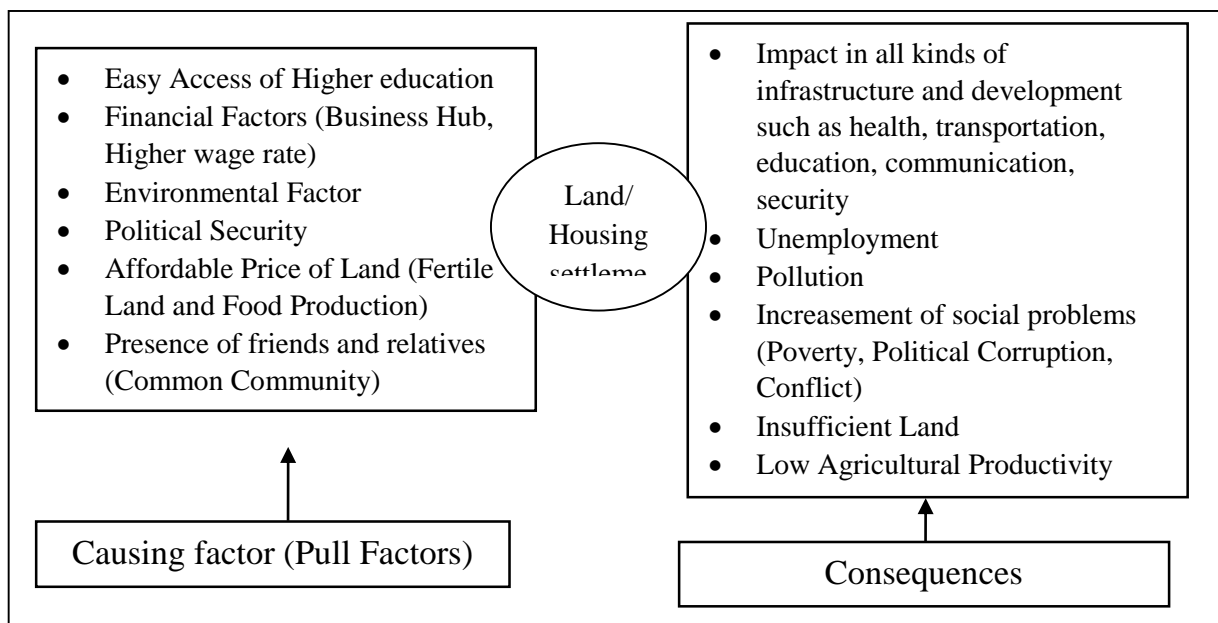 • Easy Access of Higher education
• Financial Factors (Business Hub,
Higher wage rate)
• Environmental Factor
• Political Security
• Affordable Price of Land (Fertile
Land and Food Production)
• Presence of friends and relatives
(Common Community)
Causing factor (Pull Factors)
Land/
Housing
settleme
• Impact in all kinds of
infrastructure and development
such as health, transportation,
education, communication,
security
• Unemployment
• Pollution
• Increasement of social problems
(Poverty, Political Corruption,
Conflict)
• Insufficient Land
• Low Agricultural Productivity
Consequences